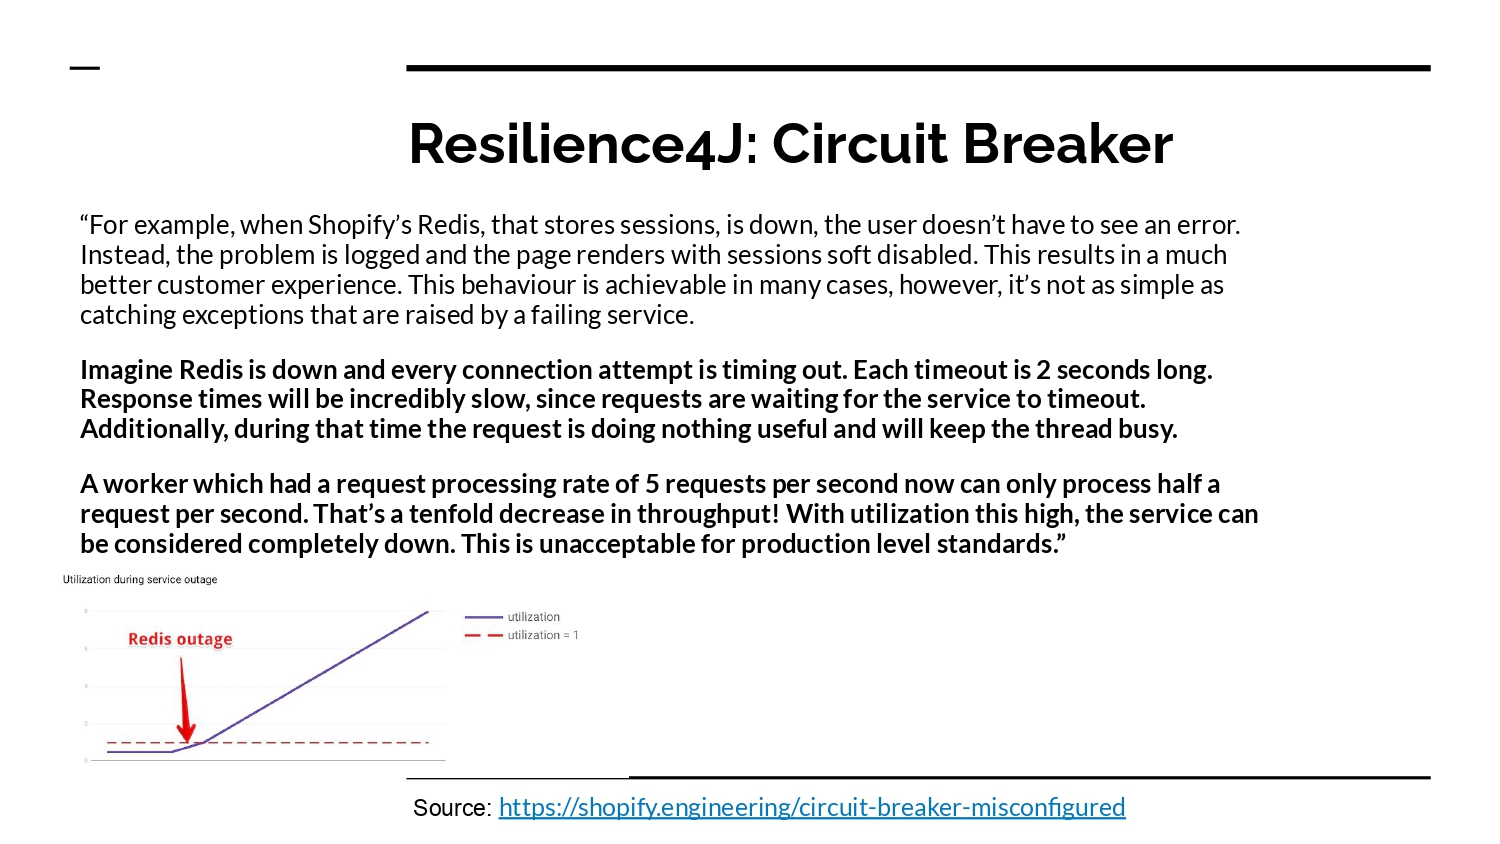 Resilience4J: Circuit Breaker
“For example, when Shopify’s Redis, that stores sessions, is down, the user doesn’t have to see an error.
Instead, the problem is logged and the page renders with sessions soft disabled. This results in a much
better customer experience. This behaviour is achievable in many cases, however, it’s not as simple as
catching exceptions that are raised by a failing service.
Imagine Redis is down and every connection attempt is timing out. Each timeout is 2 seconds long.
Response times will be incredibly slow, since requests are waiting for the service to timeout.
Additionally, during that time the request is doing nothing useful and will keep the thread busy.
A worker which had a request processing rate of 5 requests per second now can only process half a
request per second. That’s a tenfold decrease in throughput! With utilization this high, the service can
be considered completely down. This is unacceptable for production level standards.”
Utilization during service outage
8
6
4
2
0
Redis outage
utilization
utilization = 1
Source: https://shopify.engineering/circuit-breaker-misconfigured